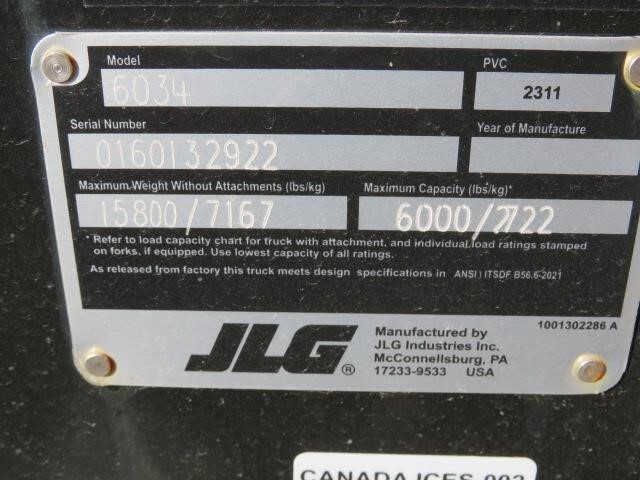 Model PVC
6034 2311
Serial Number Year of Manufacture
0160132922
Maximum Weight Without Attachments (lbs/kg) Maximum Capacity (lbs/kg)*
15800/7167 6000/2722
* Refer to load capacity chart for truck with attachment, and individual load ratings stamped
on forks, if equipped. Use lowest capacity of all ratings.
As released from factory this truck meets design specifications in ANSI ) ITSDF B56.6-2021
1001302286 A
JLG ®
Manufactured by
JLG Industries Inc.
McConnellsburg, PA
17233-9533 USA
CANADA ICES-002